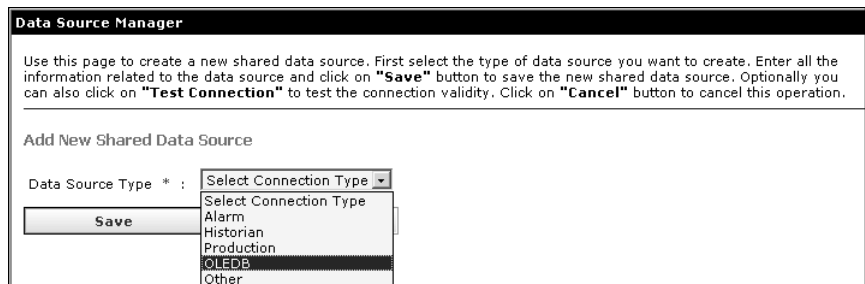 Data Source Manager
Use this page to create a new shared data source. First select the type of data source you want to create. Enter all the
information related to the data source and click on "Save" button to save the new shared data source. Optionally you
can also click on "Test Connection" to test the connection validity. Click on "Cancel" button to cancel this operation.
Add New Shared Data Source
Data Source Type * : Select Connection Type
Select Connection Type
Save Alarm
Historian
Production
OLEDB
Other